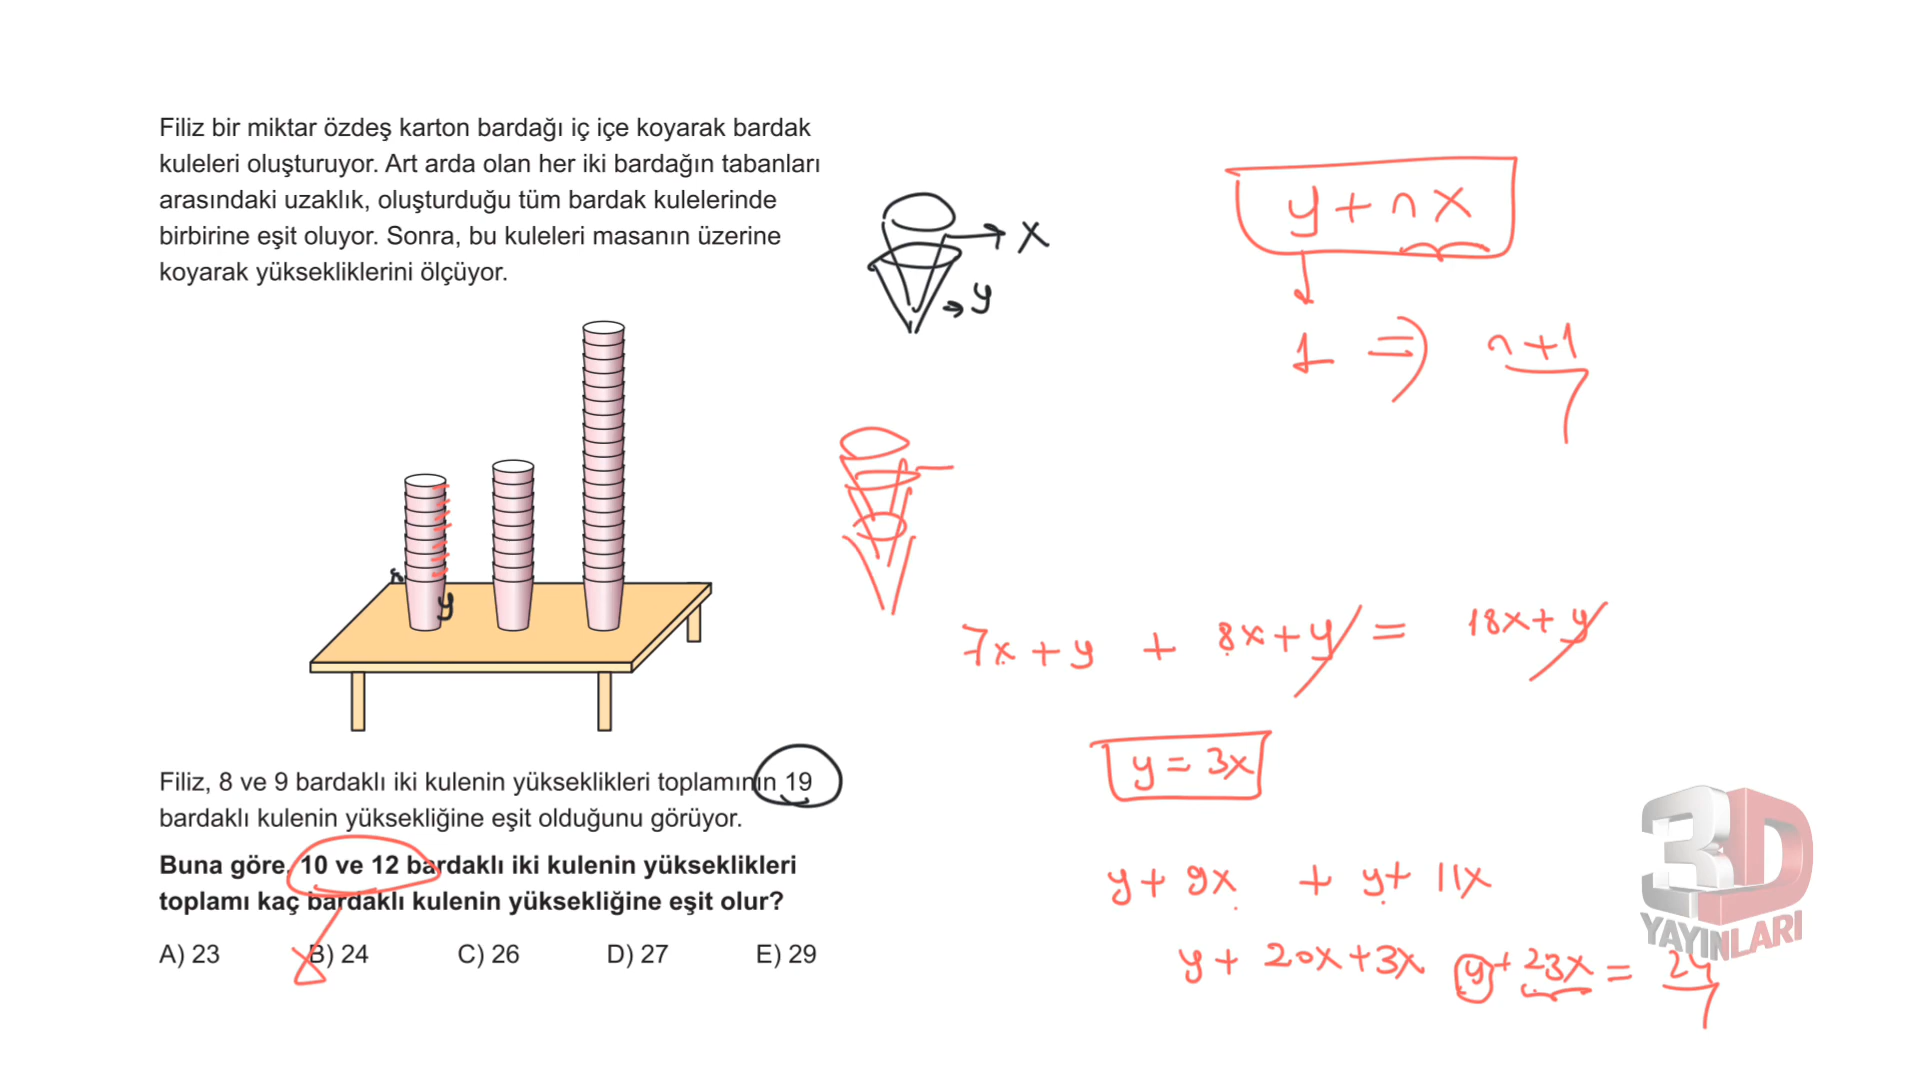 Filiz bir miktar özdeş karton bardağı iç içe koyarak bardak
kuleleri oluşturuyor. Art arda olan her iki bardağın tabanları
arasındaki uzaklık, oluşturduğu tüm bardak kulelerinde
birbirine eşit oluyor. Sonra, bu kuleleri masanın üzerine
koyarak yüksekliklerini ölçüyor.
x
y
y + n x
1 ⇒ n+1
x
y
7x + y + 8x + y = 18x + y
y = 3x
Filiz, 8 ve 9 bardaklı iki kulenin yükseklikleri toplamının 19
bardaklı kulenin yüksekliğine eşit olduğunu görüyor.
Buna göre, 10 ve 12 bardaklı iki kulenin yükseklikleri
toplamı kaç bardaklı kulenin yüksekliğine eşit olur?
A) 23 B) 24 C) 26 D) 27 E) 29
y + 9x + y + 11x
y + 20x + 3x y + 23x = 24
3D
YAYINLARI